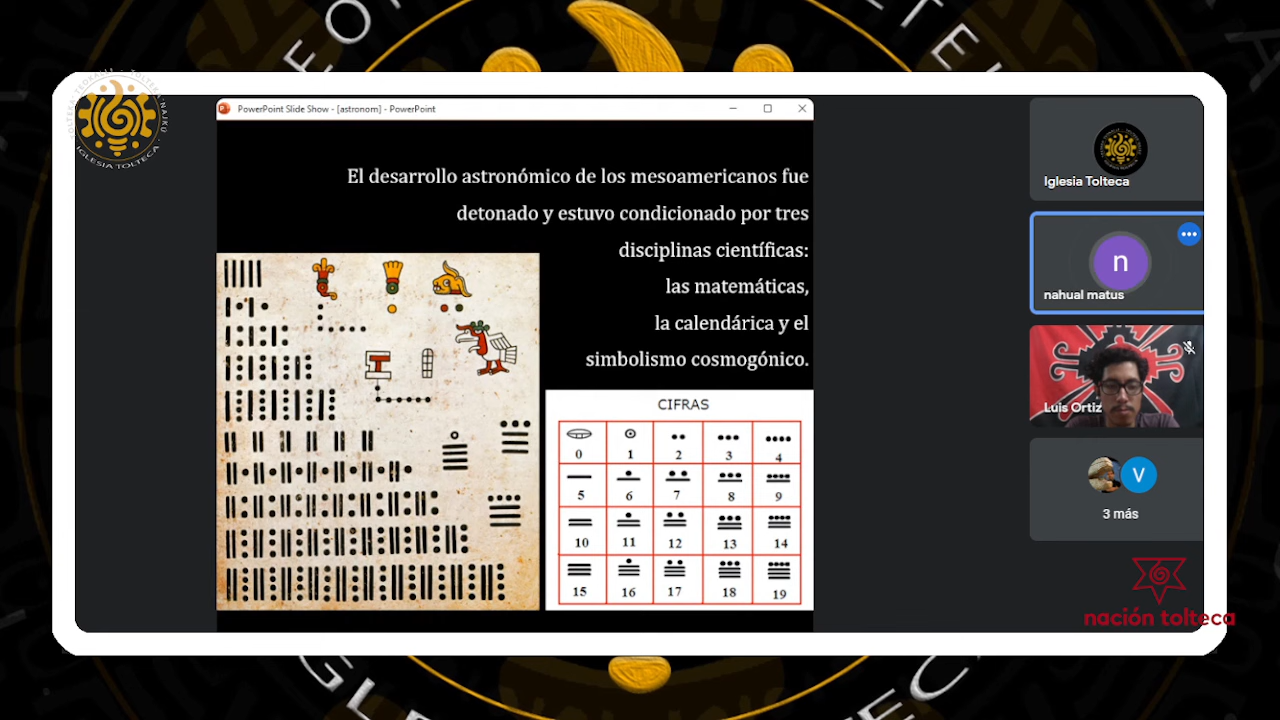 PowerPoint Slide Show - [astronom] - PowerPoint
El desarrollo astronómico de los mesoamericanos fue
detonado y estuvo condicionado por tres
disciplinas científicas:
las matemáticas,
la calendárica y el
simbolismo cosmogónico.
CIFRAS
0 1 2 3 4
5 6 7 8 9
10 11 12 13 14
15 16 17 18 19
Iglesia Tolteca
n
nahual matus
Luis Ortiz
V
3 más
nación tolteca
IGLESIA TOLTECA